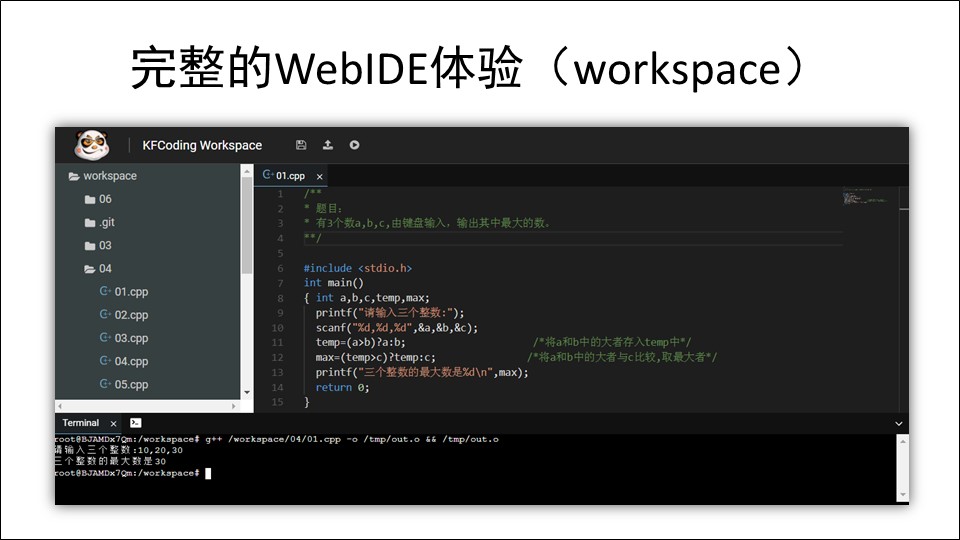 完整的WebIDE体验（workspace）
KFCoding Workspace
workspace
06
.git
03
04
01.cpp
02.cpp
03.cpp
04.cpp
05.cpp
01.cpp ×
1 /**
2 * 题目:
3 * 有3个数a,b,c,由键盘输入，输出其中最大的数。
4 **/
5
6 #include <stdio.h>
7 int main()
8 { int a,b,c,temp,max;
9 printf("请输入三个整数:");
10 scanf("%d,%d,%d",&a,&b,&c);
11 temp=(a>b)?a:b; /*将a和b中的大者存入temp中*/
12 max=(temp>c)?temp:c; /*将a和b中的大者与c比较,取最大者*/
13 printf("三个整数的最大数是%d\n",max);
14 return 0;
15 }
Terminal ×
root@BJAMDx7Qm:/workspace# g++ /workspace/04/01.cpp -o /tmp/out.o && /tmp/out.o
请输入三个整数:10,20,30
三个整数的最大数是30
root@BJAMDx7Qm:/workspace#